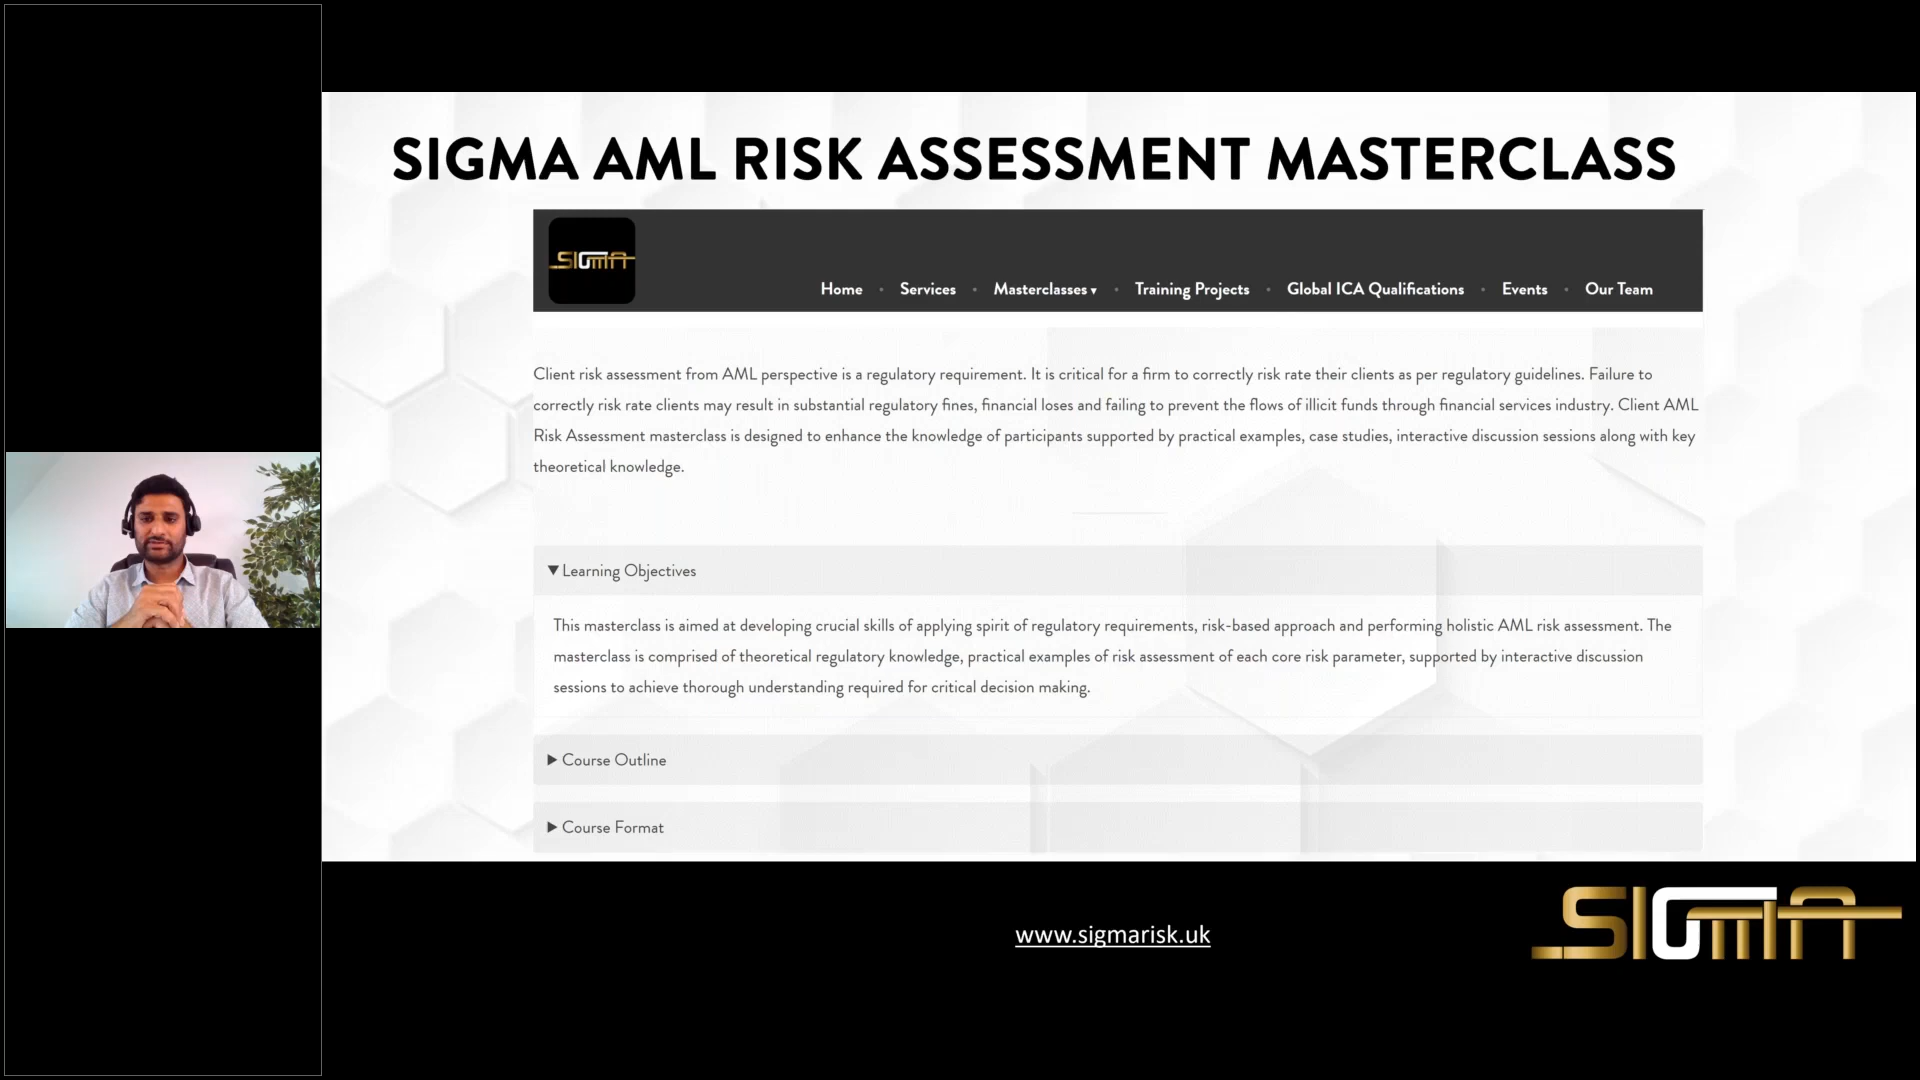 SIGMA AML RISK ASSESSMENT MASTERCLASS
SIGMA
Home • Services • Masterclasses ▾ • Training Projects • Global ICA Qualifications • Events • Our Team
Client risk assessment from AML perspective is a regulatory requirement. It is critical for a firm to correctly risk rate their clients as per regulatory guidelines. Failure to
correctly risk rate clients may result in substantial regulatory fines, financial loses and failing to prevent the flows of illicit funds through financial services industry. Client AML
Risk Assessment masterclass is designed to enhance the knowledge of participants supported by practical examples, case studies, interactive discussion sessions along with key
theoretical knowledge.
▼ Learning Objectives
This masterclass is aimed at developing crucial skills of applying spirit of regulatory requirements, risk-based approach and performing holistic AML risk assessment. The
masterclass is comprised of theoretical regulatory knowledge, practical examples of risk assessment of each core risk parameter, supported by interactive discussion
sessions to achieve thorough understanding required for critical decision making.
▶ Course Outline
▶ Course Format
www.sigmarisk.uk
SIGMA